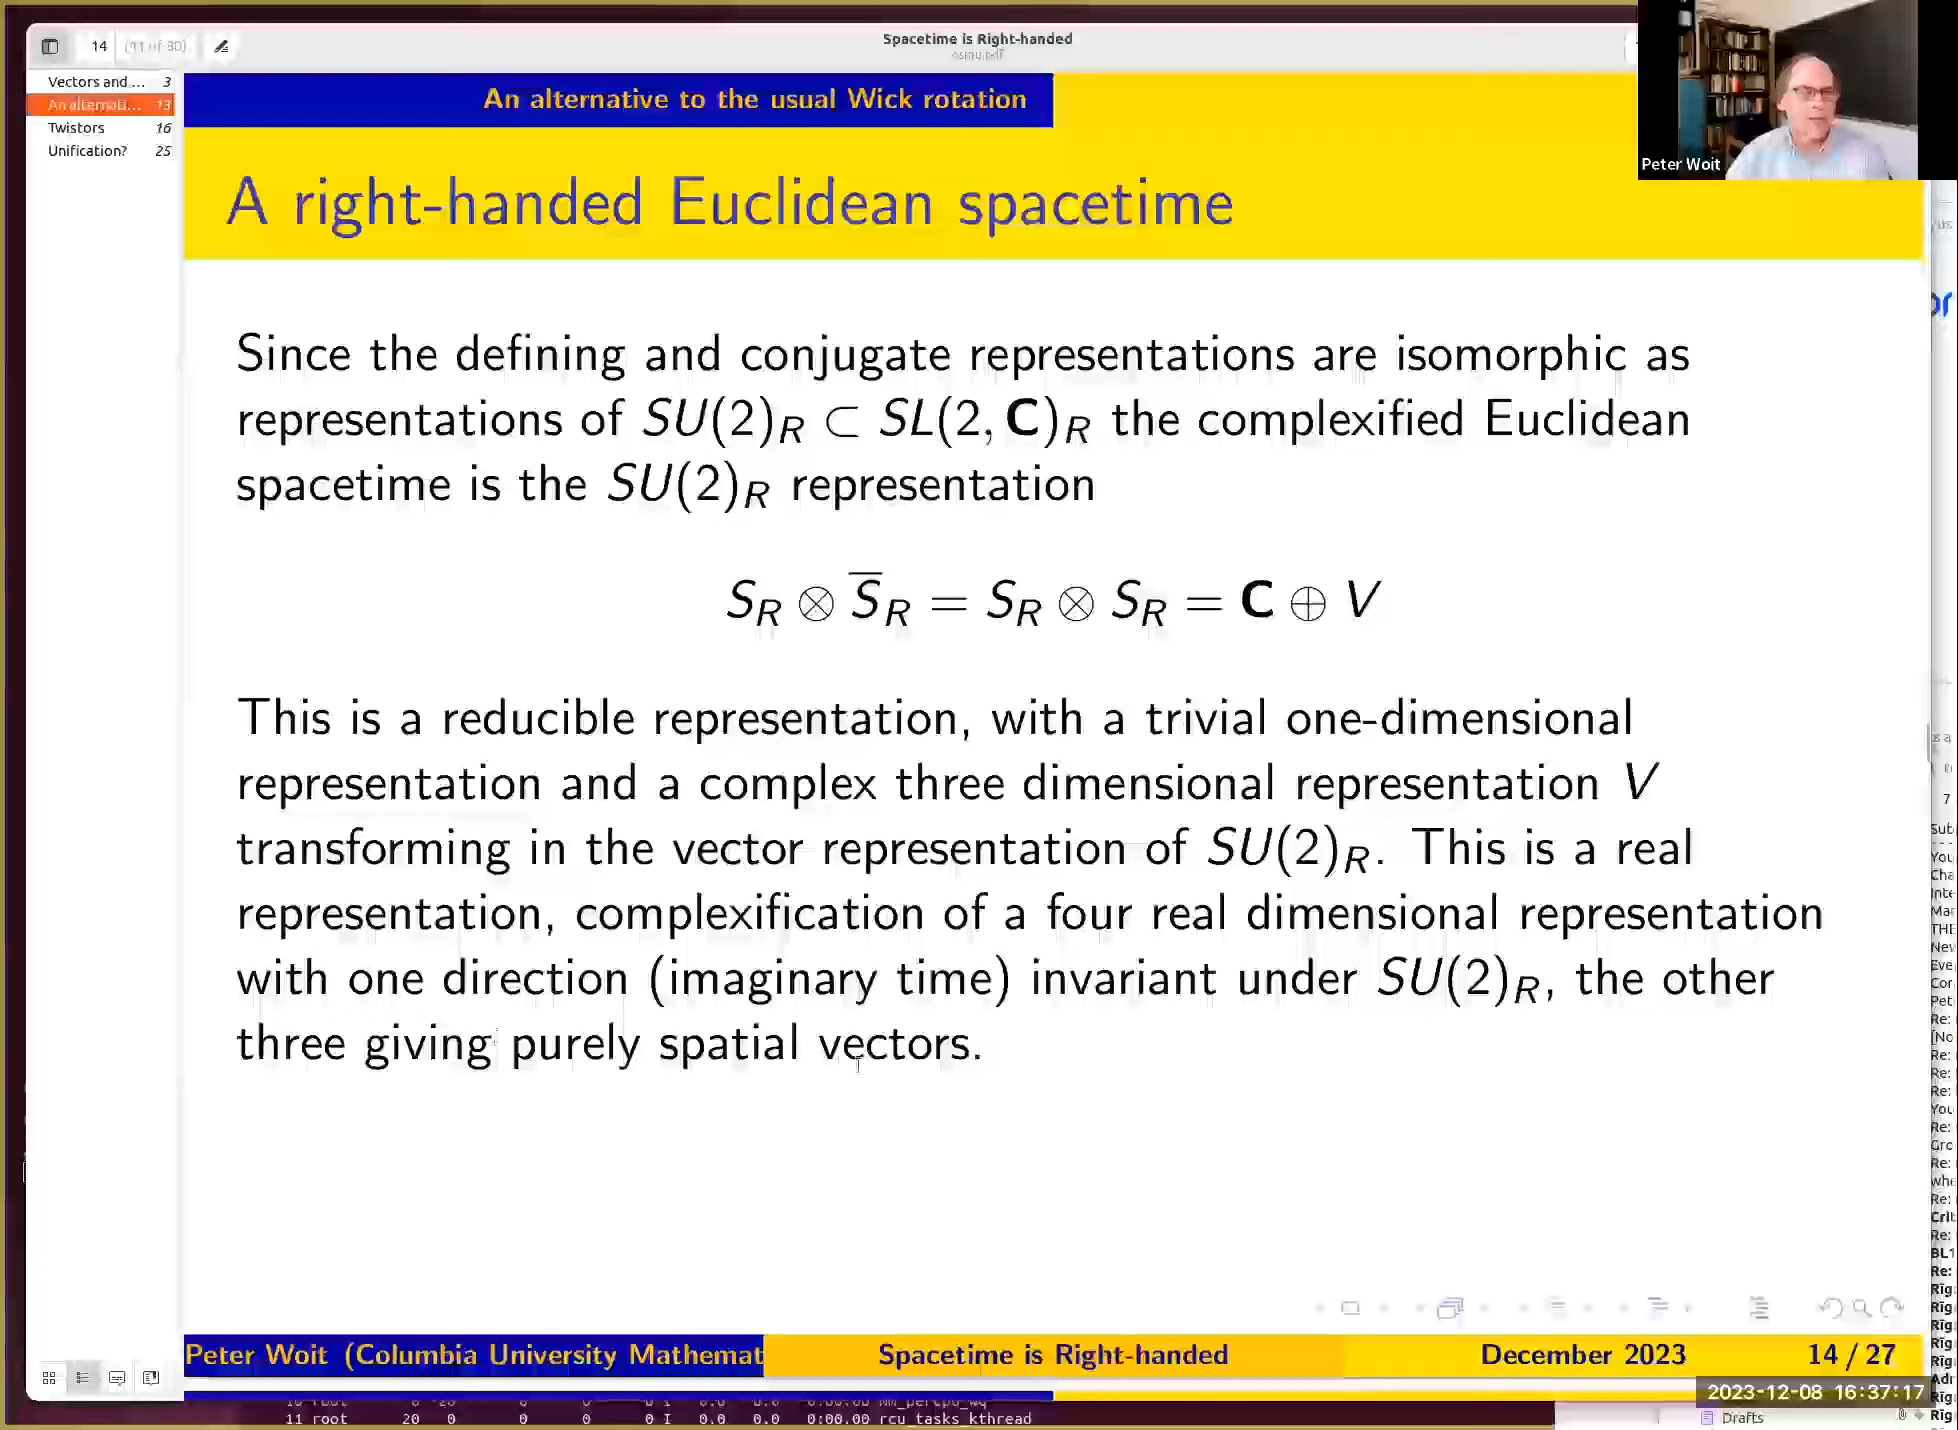 14 (11 of 30)
Spacetime is Right-handed
osmu.pdf
Vectors and ... 3
An alternati... 13
Twistors 16
Unification? 25
Peter Woit
An alternative to the usual Wick rotation
A right-handed Euclidean spacetime
Since the defining and conjugate representations are isomorphic as
representations of SU(2)_R ⊂ SL(2, C)_R the complexified Euclidean
spacetime is the SU(2)_R representation
S_R ⊗ S̅_R = S_R ⊗ S_R = C ⊕ V
This is a reducible representation, with a trivial one-dimensional
representation and a complex three dimensional representation V
transforming in the vector representation of SU(2)_R. This is a real
representation, complexification of a four real dimensional representation
with one direction (imaginary time) invariant under SU(2)_R, the other
three giving purely spatial vectors.
Peter Woit (Columbia University Mathemat
Spacetime is Right-handed
December 2023
14 / 27
2023-12-08 16:37:17
11 root 20 0 0 0 0 I 0.0 0.0 0:00.00 rcu_tasks_kthread
Drafts